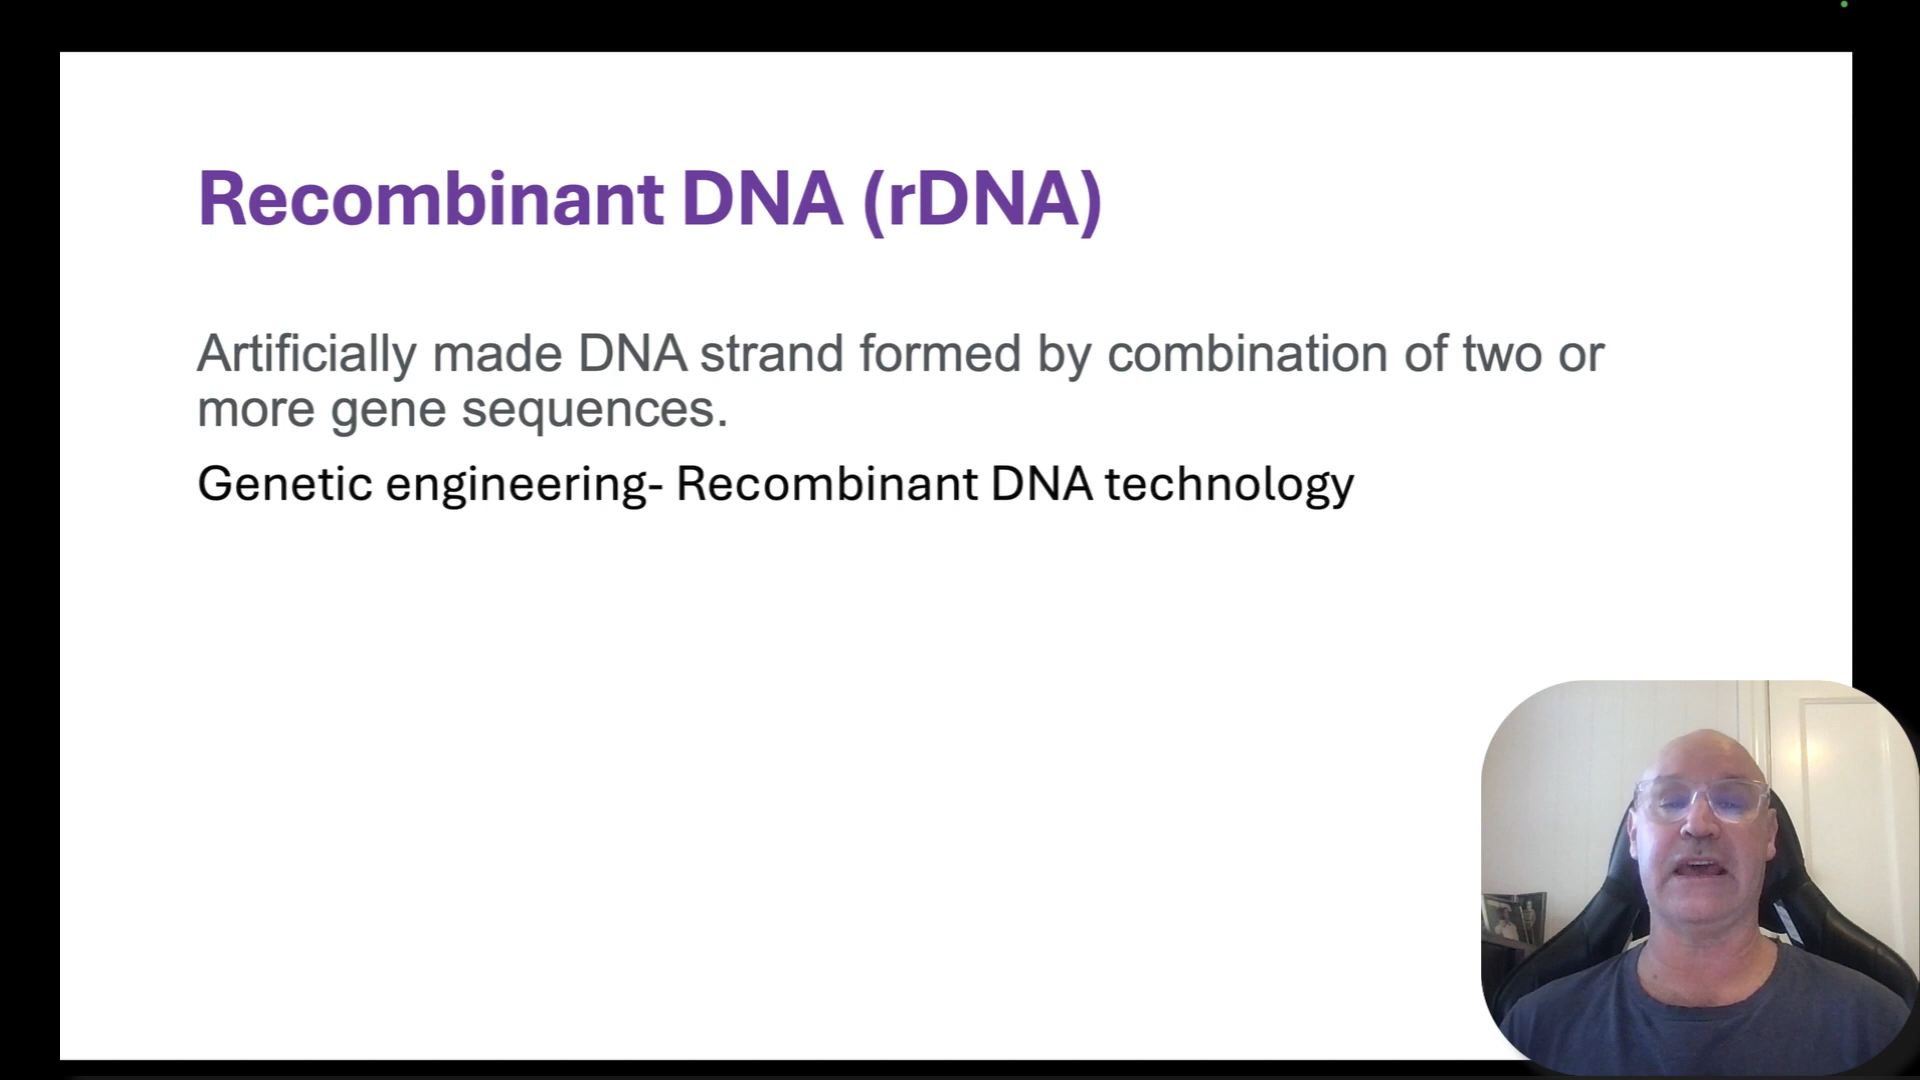 Recombinant DNA (rDNA)
Artificially made DNA strand formed by combination of two or
more gene sequences.
Genetic engineering- Recombinant DNA technology